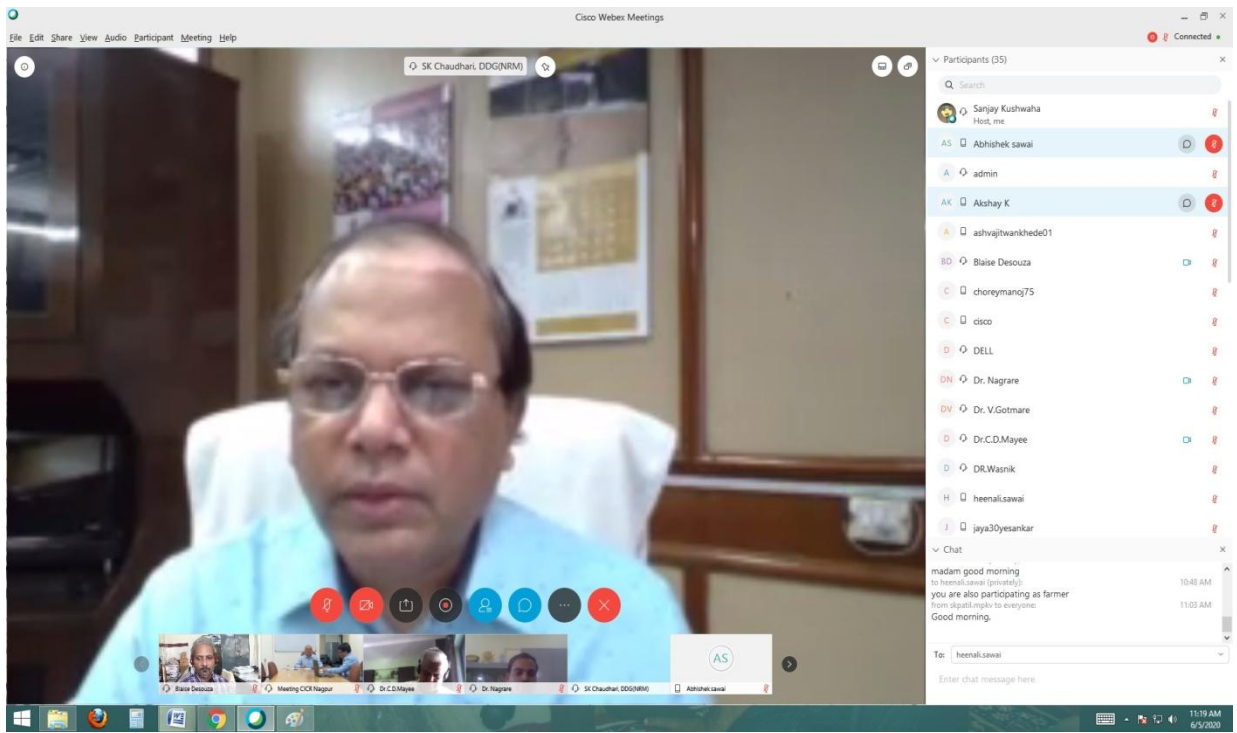 Cisco Webex Meetings
File Edit Share View Audio Participant Meeting Help
Connected
SK Chaudhari, DDG(NRM)
Participants (35)
Search
Sanjay Kushwaha
Host, me
AS Abhishek sawai
A admin
AK Akshay K
A ashvajitwankhede01
BD Blaise Desouza
C choreymanoj75
C cisco
D DELL
DN Dr. Nagrare
DV Dr. V.Gotmare
D Dr.C.D.Mayee
D DR.Wasnik
H heenali.sawai
J jaya30yesankar
Chat
madam good morning
to heenali.sawai (privately): 10:48 AM
you are also participating as farmer
from skpatil.mpkv to everyone: 11:03 AM
Good morning.
To: heenali.sawai
Enter chat message here
AS
Blaise Desouza
Meeting CICR Nagpur
Dr.C.D.Mayee
Dr. Nagrare
SK Chaudhari, DDG(NRM)
Abhishek sawai
11:19 AM
6/5/2020